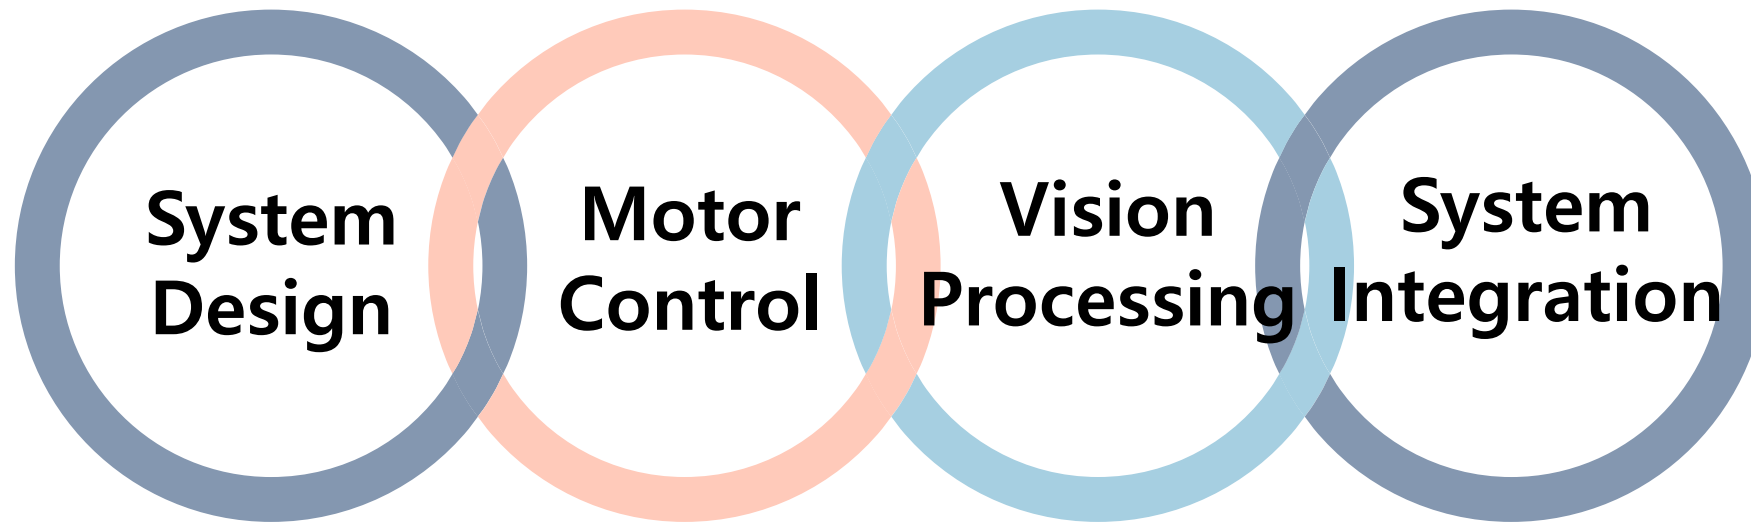 System
Design
Motor
Control
Vision
Processing
System
Integration